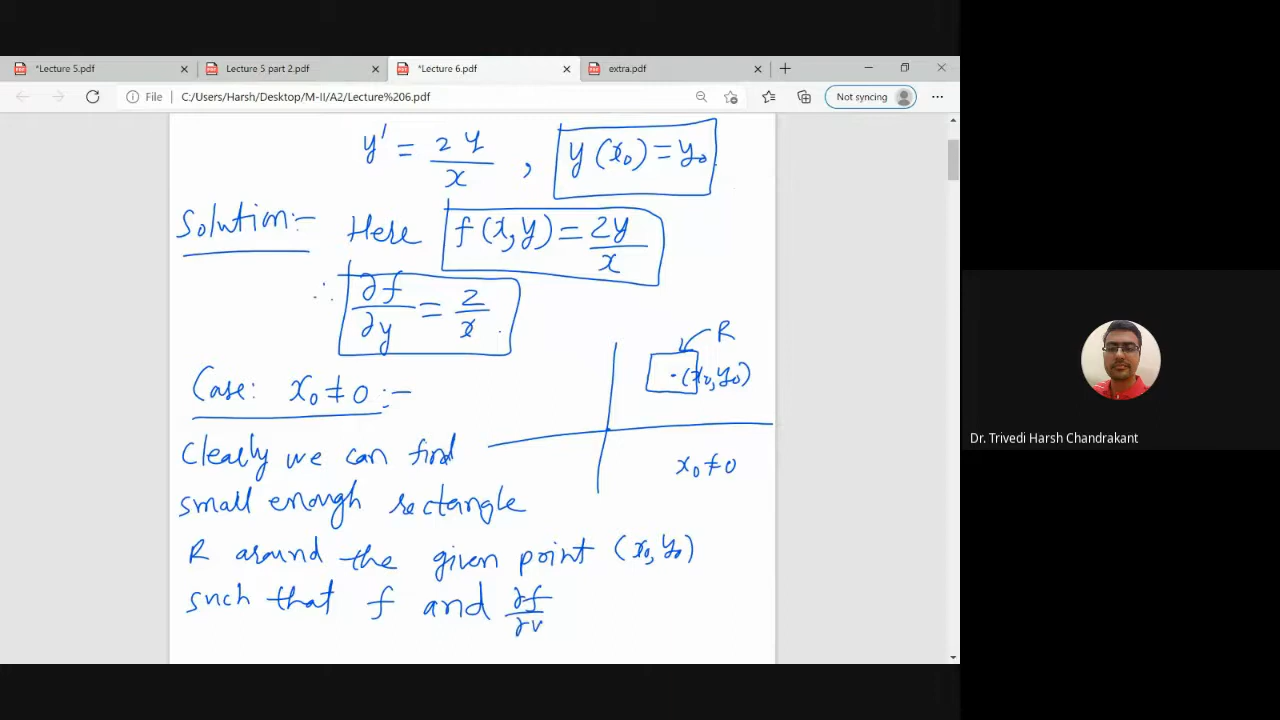 *Lecture 5.pdf
Lecture 5 part 2.pdf
*Lecture 6.pdf
extra.pdf
File
C:/Users/Harsh/Desktop/M-II/A2/Lecture%206.pdf
Not syncing
y' = 2y/x , y(x₀) = y₀
Solution:- Here f(x,y) = 2y/x
∴ ∂f/∂y = 2/x
R
(x₀,y₀)
Case: x₀ ≠ 0 :-
Clearly we can find
x₀ ≠ 0
small enough rectangle
R around the given point (x₀, y₀)
such that f and ∂f/∂y
Dr. Trivedi Harsh Chandrakant